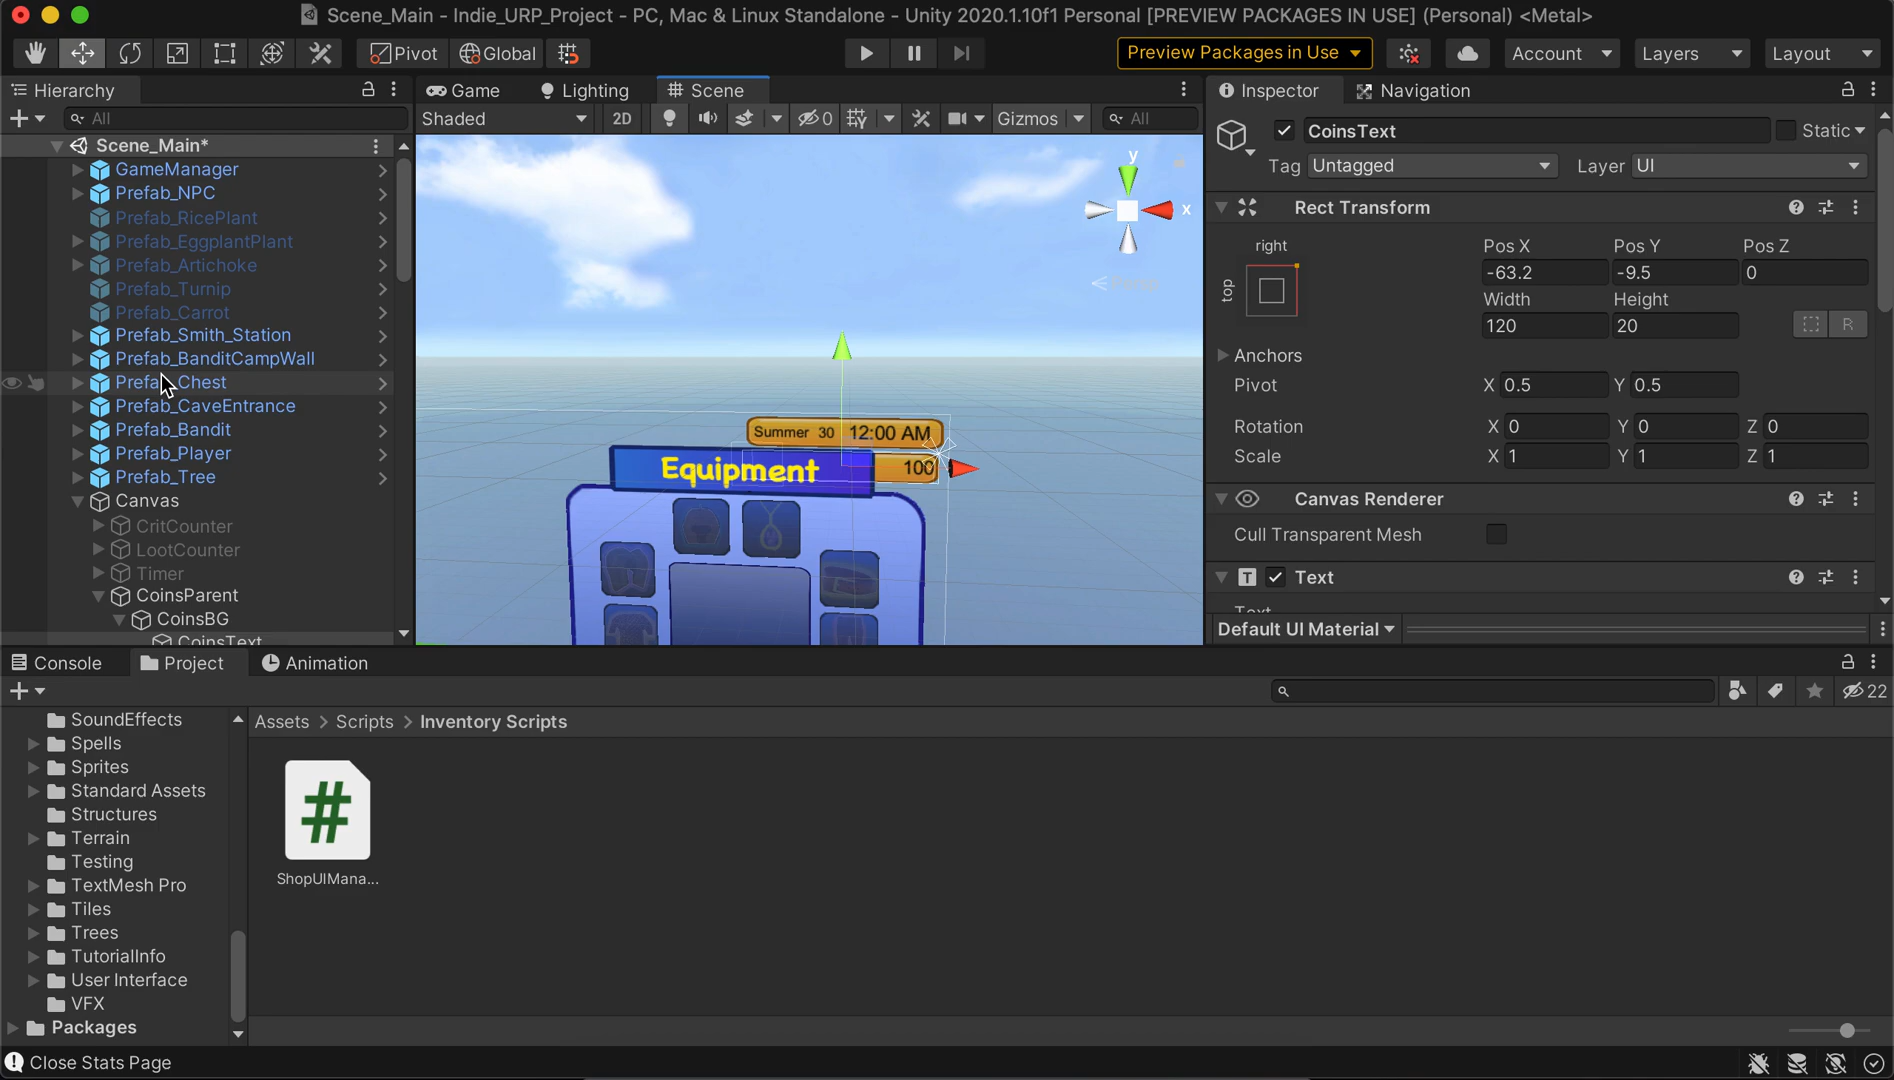 Scene_Main - Indie_URP_Project - PC, Mac & Linux Standalone - Unity 2020.1.10f1 Personal [PREVIEW PACKAGES IN USE] (Personal) <Metal>
Pivot Global Preview Packages in Use Account Layers Layout
Hierarchy
All
Scene_Main*
GameManager
Prefab_NPC
Prefab_RicePlant
Prefab_EggplantPlant
Prefab_Artichoke
Prefab_Turnip
Prefab_Carrot
Prefab_Smith_Station
Prefab_BanditCampWall
Prefab_Chest
Prefab_CaveEntrance
Prefab_Bandit
Prefab_Player
Prefab_Tree
Canvas
CritCounter
LootCounter
Timer
CoinsParent
CoinsBG
CoinsText
Game Lighting Scene
Shaded 2D 0 Gizmos All
y
x
Persp
Summer 30 12:00 AM
100
Equipment
Inspector Navigation
CoinsText Static
Tag Untagged Layer UI
Rect Transform
right
top
Pos X Pos Y Pos Z
-63.2 -9.5 0
Width Height
120 20 R
Anchors
Pivot X 0.5 Y 0.5
Rotation X 0 Y 0 Z 0
Scale X 1 Y 1 Z 1
Canvas Renderer
Cull Transparent Mesh
T Text
Text
Default UI Material
Console Project Animation
22
SoundEffects
Spells
Sprites
Standard Assets
Structures
Terrain
Testing
TextMesh Pro
Tiles
Trees
TutorialInfo
User Interface
VFX
Packages
Assets > Scripts > Inventory Scripts
#
ShopUIMana...
Close Stats Page